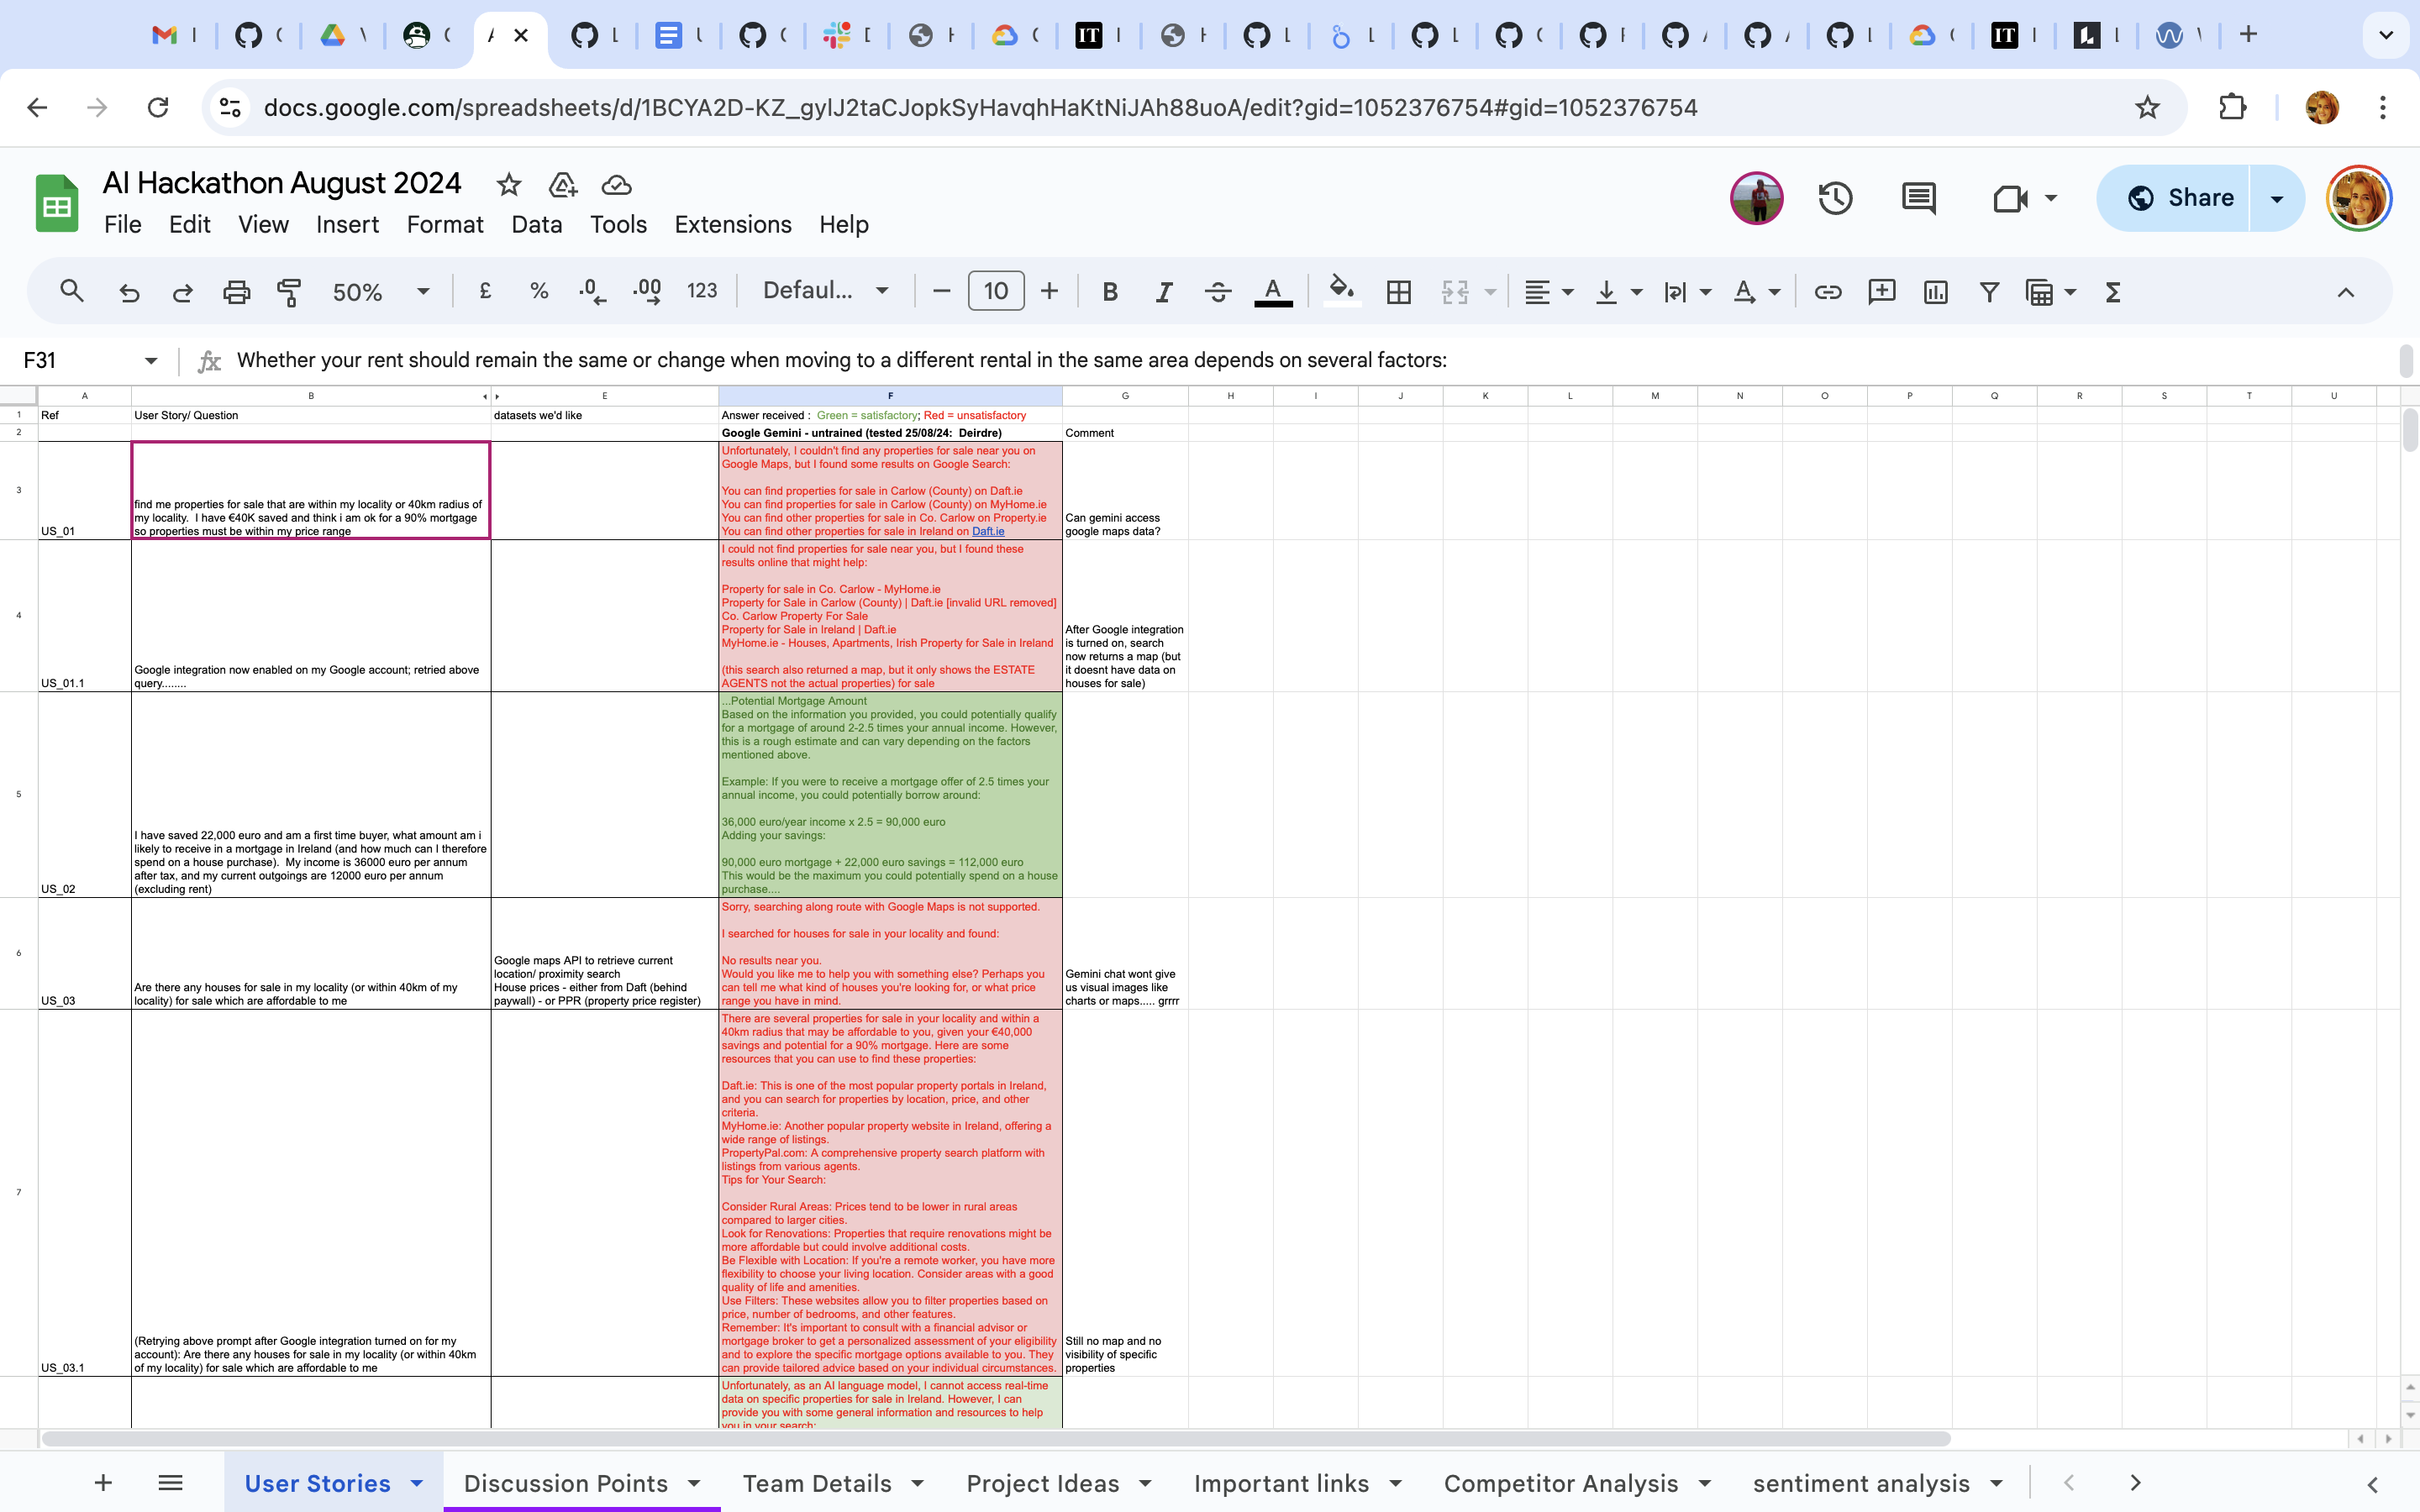 docs.google.com/spreadsheets/d/1BCYA2D-KZ_gylJ2taCJopkSyHavqhHaKtNiJAh88uoA/edit?gid=1052376754#gid=1052376754
AI Hackathon August 2024
File Edit View Insert Format Data Tools Extensions Help
Share
50% £ % .0 .00 123 Defaul... 10 B I A
F31 fx Whether your rent should remain the same or change when moving to a different rental in the same area depends on several factors:
A B E F G H I J K L M N O P Q R S T U
1 Ref User Story/ Question datasets we'd like Answer received : Green = satisfactory; Red = unsatisfactory
2 Google Gemini - untrained (tested 25/08/24: Deirdre) Comment
3
US_01
find me properties for sale that are within my locality or 40km radius of
my locality. I have €40K saved and think i am ok for a 90% mortgage
so properties must be within my price range
Unfortunately, I couldn't find any properties for sale near you on
Google Maps, but I found some results on Google Search:
You can find properties for sale in Carlow (County) on Daft.ie
You can find properties for sale in Carlow (County) on MyHome.ie
You can find other properties for sale in Co. Carlow on Property.ie
You can find other properties for sale in Ireland on Daft.ie
Can gemini access
google maps data?
4
US_01.1
Google integration now enabled on my Google account; retried above
query........
I could not find properties for sale near you, but I found these
results online that might help:
Property for sale in Co. Carlow - MyHome.ie
Property for Sale in Carlow (County) | Daft.ie [invalid URL removed]
Co. Carlow Property For Sale
Property for Sale in Ireland | Daft.ie
MyHome.ie - Houses, Apartments, Irish Property for Sale in Ireland
(this search also returned a map, but it only shows the ESTATE
AGENTS not the actual properties) for sale
After Google integration
is turned on, search
now returns a map (but
it doesnt have data on
houses for sale)
5
US_02
I have saved 22,000 euro and am a first time buyer, what amount am i
likely to receive in a mortgage in Ireland (and how much can I therefore
spend on a house purchase). My income is 36000 euro per annum
after tax, and my current outgoings are 12000 euro per annum
(excluding rent)
...Potential Mortgage Amount
Based on the information you provided, you could potentially qualify
for a mortgage of around 2-2.5 times your annual income. However,
this is a rough estimate and can vary depending on the factors
mentioned above.
Example: If you were to receive a mortgage offer of 2.5 times your
annual income, you could potentially borrow around:
36,000 euro/year income x 2.5 = 90,000 euro
Adding your savings:
90,000 euro mortgage + 22,000 euro savings = 112,000 euro
This would be the maximum you could potentially spend on a house
purchase....
6
US_03
Are there any houses for sale in my locality (or within 40km of my
locality) for sale which are affordable to me
Google maps API to retrieve current
location/ proximity search
House prices - either from Daft (behind
paywall) - or PPR (property price register)
Sorry, searching along route with Google Maps is not supported.
I searched for houses for sale in your locality and found:
No results near you.
Would you like me to help you with something else? Perhaps you
can tell me what kind of houses you're looking for, or what price
range you have in mind.
Gemini chat wont give
us visual images like
charts or maps..... grrrr
7
US_03.1
(Retrying above prompt after Google integration turned on for my
account): Are there any houses for sale in my locality (or within 40km
of my locality) for sale which are affordable to me
There are several properties for sale in your locality and within a
40km radius that may be affordable to you, given your €40,000
savings and potential for a 90% mortgage. Here are some
resources that you can use to find these properties:
Daft.ie: This is one of the most popular property portals in Ireland,
and you can search for properties by location, price, and other
criteria.
MyHome.ie: Another popular property website in Ireland, offering a
wide range of listings.
PropertyPal.com: A comprehensive property search platform with
listings from various agents.
Tips for Your Search:
Consider Rural Areas: Prices tend to be lower in rural areas
compared to larger cities.
Look for Renovations: Properties that require renovations might be
more affordable but could involve additional costs.
Be Flexible with Location: If you're a remote worker, you have more
flexibility to choose your living location. Consider areas with a good
quality of life and amenities.
Use Filters: These websites allow you to filter properties based on
price, number of bedrooms, and other features.
Remember: It's important to consult with a financial advisor or
mortgage broker to get a personalized assessment of your eligibility
and to explore the specific mortgage options available to you. They
can provide tailored advice based on your individual circumstances.
Still no map and no
visibility of specific
properties
Unfortunately, as an AI language model, I cannot access real-time
data on specific properties for sale in Ireland. However, I can
provide you with some general information and resources to help
you in your search:
User Stories Discussion Points Team Details Project Ideas Important links Competitor Analysis sentiment analysis